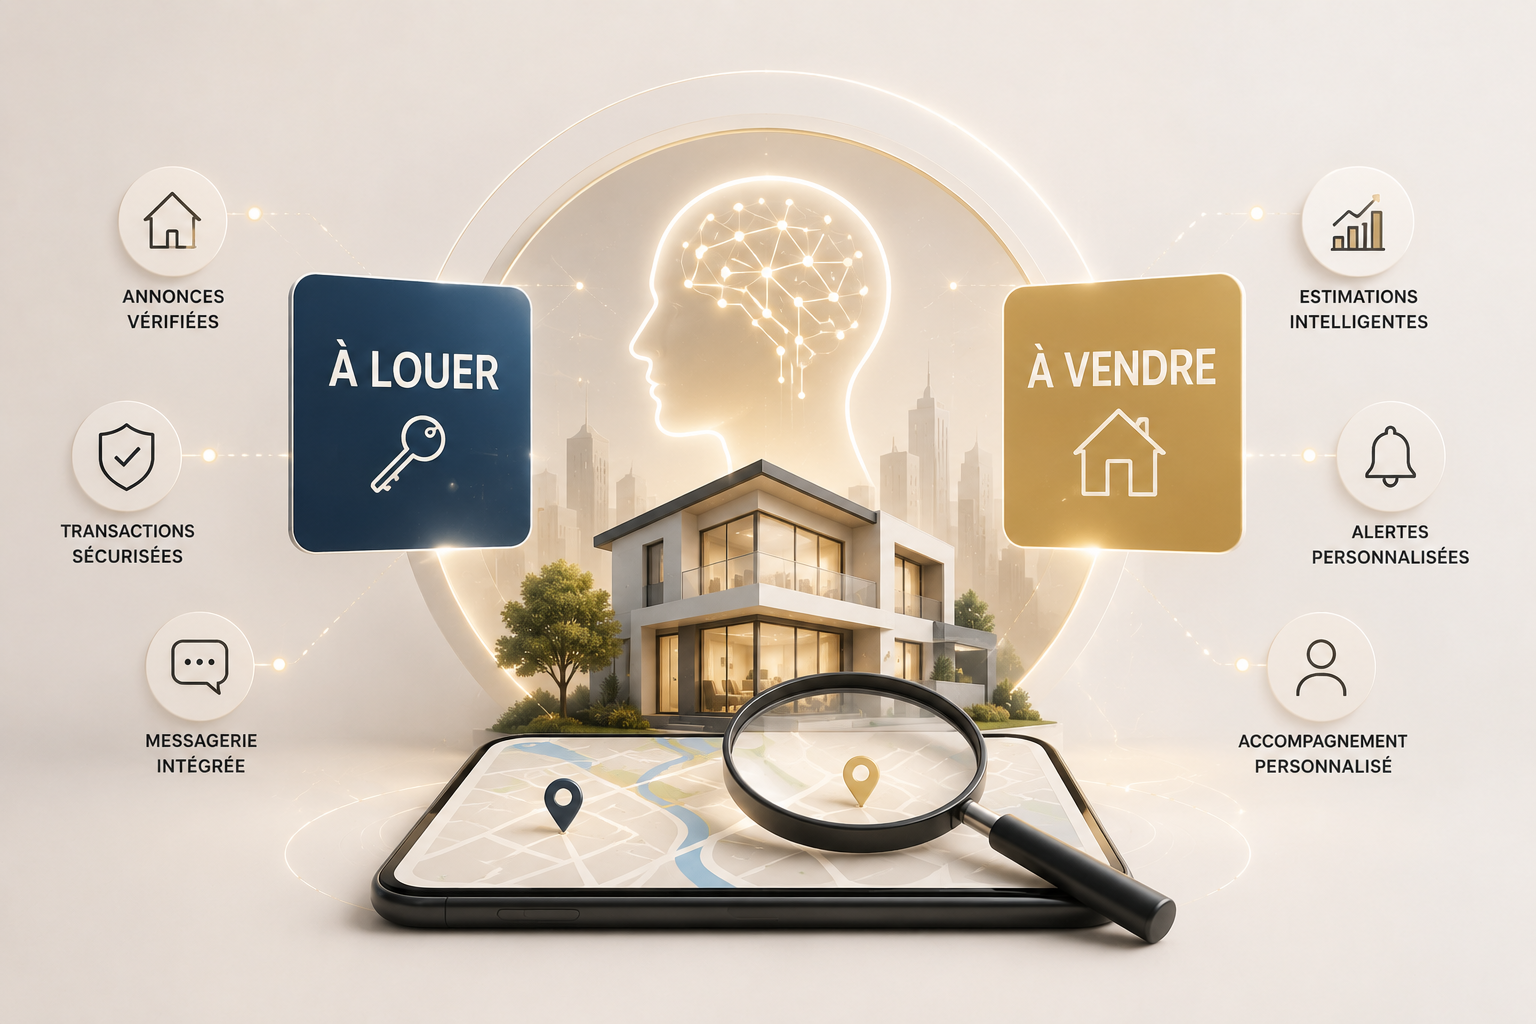 ANNONCES
VÉRIFIÉES
TRANSACTIONS
SÉCURISÉES
MESSAGERIE
INTÉGRÉE
À LOUER
À VENDRE
ESTIMATIONS
INTELLIGENTES
ALERTES
PERSONNALISÉES
ACCOMPAGNEMENT
PERSONNALISÉ